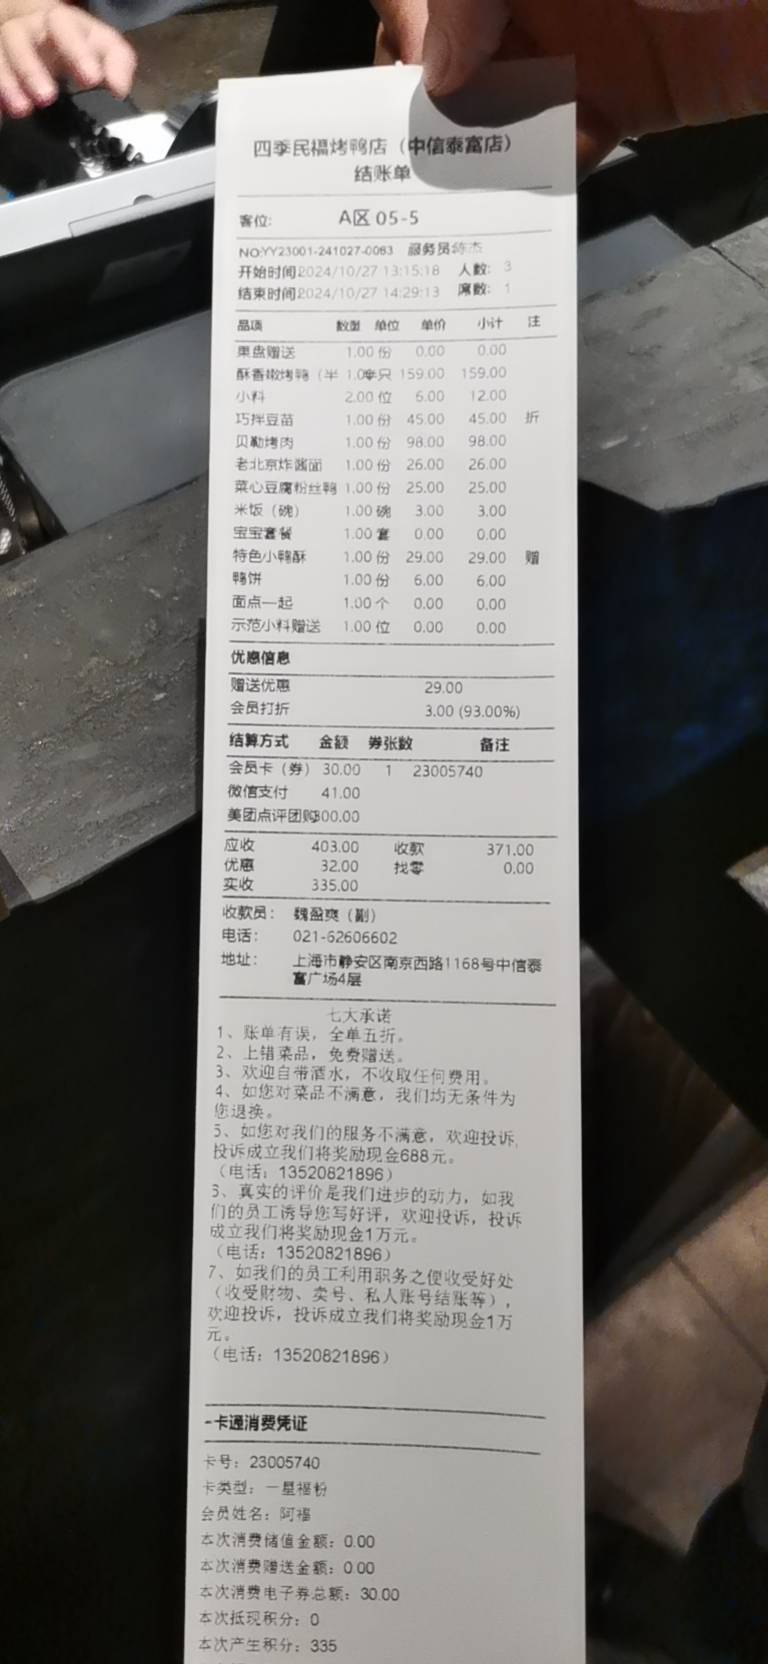 四季民福烤鸭店（中信泰富店）
结账单
客位: A区 05-5
NO:YY23001-241027-0063 服务员:陈杰
开始时间2024/10/27 13:15:18 人数: 3
结束时间2024/10/27 14:29:13 席数: 1
品项 数量 单位 单价 小计 注
果盘赠送 1.00 份 0.00 0.00
酥香嫩烤鸭（半 1.00半只 159.00 159.00
小料 2.00 位 6.00 12.00
巧拌豆苗 1.00 份 45.00 45.00 折
贝勒烤肉 1.00 份 98.00 98.00
老北京炸酱面 1.00 份 26.00 26.00
菜心豆腐粉丝鸭 1.00 份 25.00 25.00
米饭（碗） 1.00 碗 3.00 3.00
宝宝套餐 1.00 套 0.00 0.00
特色小鸭酥 1.00 份 29.00 29.00 赠
鸭饼 1.00 份 6.00 6.00
面点一起 1.00 个 0.00 0.00
示范小料赠送 1.00 位 0.00 0.00
优惠信息
赠送优惠 29.00
会员打折 3.00 (93.00%)
结算方式 金额 券张数 备注
会员卡（券） 30.00 1 23005740
微信支付 41.00
美团点评团购300.00
应收 403.00 收款 371.00
优惠 32.00 找零 0.00
实收 335.00
收款员: 魏盈爽（副）
电话: 021-62606602
地址: 上海市静安区南京西路1168号中信泰
富广场4层
七大承诺
1、账单有误，全单五折。
2、上错菜品，免费赠送。
3、欢迎自带酒水，不收取任何费用。
4、如您对菜品不满意，我们均无条件为
您退换。
5、如您对我们的服务不满意，欢迎投诉,
投诉成立我们将奖励现金688元。
（电话：13520821896）
6、真实的评价是我们进步的动力，如我
们的员工诱导您写好评，欢迎投诉，投诉
成立我们将奖励现金1万元。
（电话：13520821896）
7、如我们的员工利用职务之便收受好处
（收受财物、卖号、私人账号结账等），
欢迎投诉，投诉成立我们将奖励现金1万
元。
（电话：13520821896）
一卡通消费凭证
卡号：23005740
卡类型：一星福粉
会员姓名：阿福
本次消费储值金额：0.00
本次消费赠送金额：0.00
本次消费电子券总额：30.00
本次抵现积分：0
本次产生积分：335